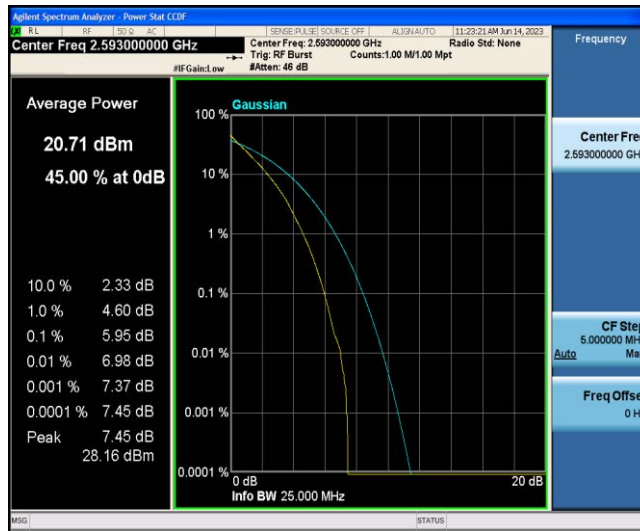 Agilent Spectrum Analyzer - Power Stat CCDF
RL RF 50 Ω AC SENSE:PULSE SOURCE OFF ALIGNAUTO 11:23:21 AM Jun 14, 2023
Center Freq 2.593000000 GHz
Center Freq: 2.593000000 GHz Radio Std: None
Trig: RF Burst Counts:1.00 M/1.00 Mpt
#IFGain:Low #Atten: 46 dB
Frequency
Average Power
20.71 dBm
45.00 % at 0dB
10.0 % 2.33 dB
1.0 % 4.60 dB
0.1 % 5.95 dB
0.01 % 6.98 dB
0.001 % 7.37 dB
0.0001 % 7.45 dB
Peak 7.45 dB
28.16 dBm
Gaussian
100 %
10 %
1 %
0.1 %
0.01 %
0.001 %
0.0001 %
0 dB 20 dB
Info BW 25.000 MHz
Center Fre
2.593000000 GH
CF Step
5.000000 MH
Auto Ma
Freq Offse
0 H
MSG STATUS